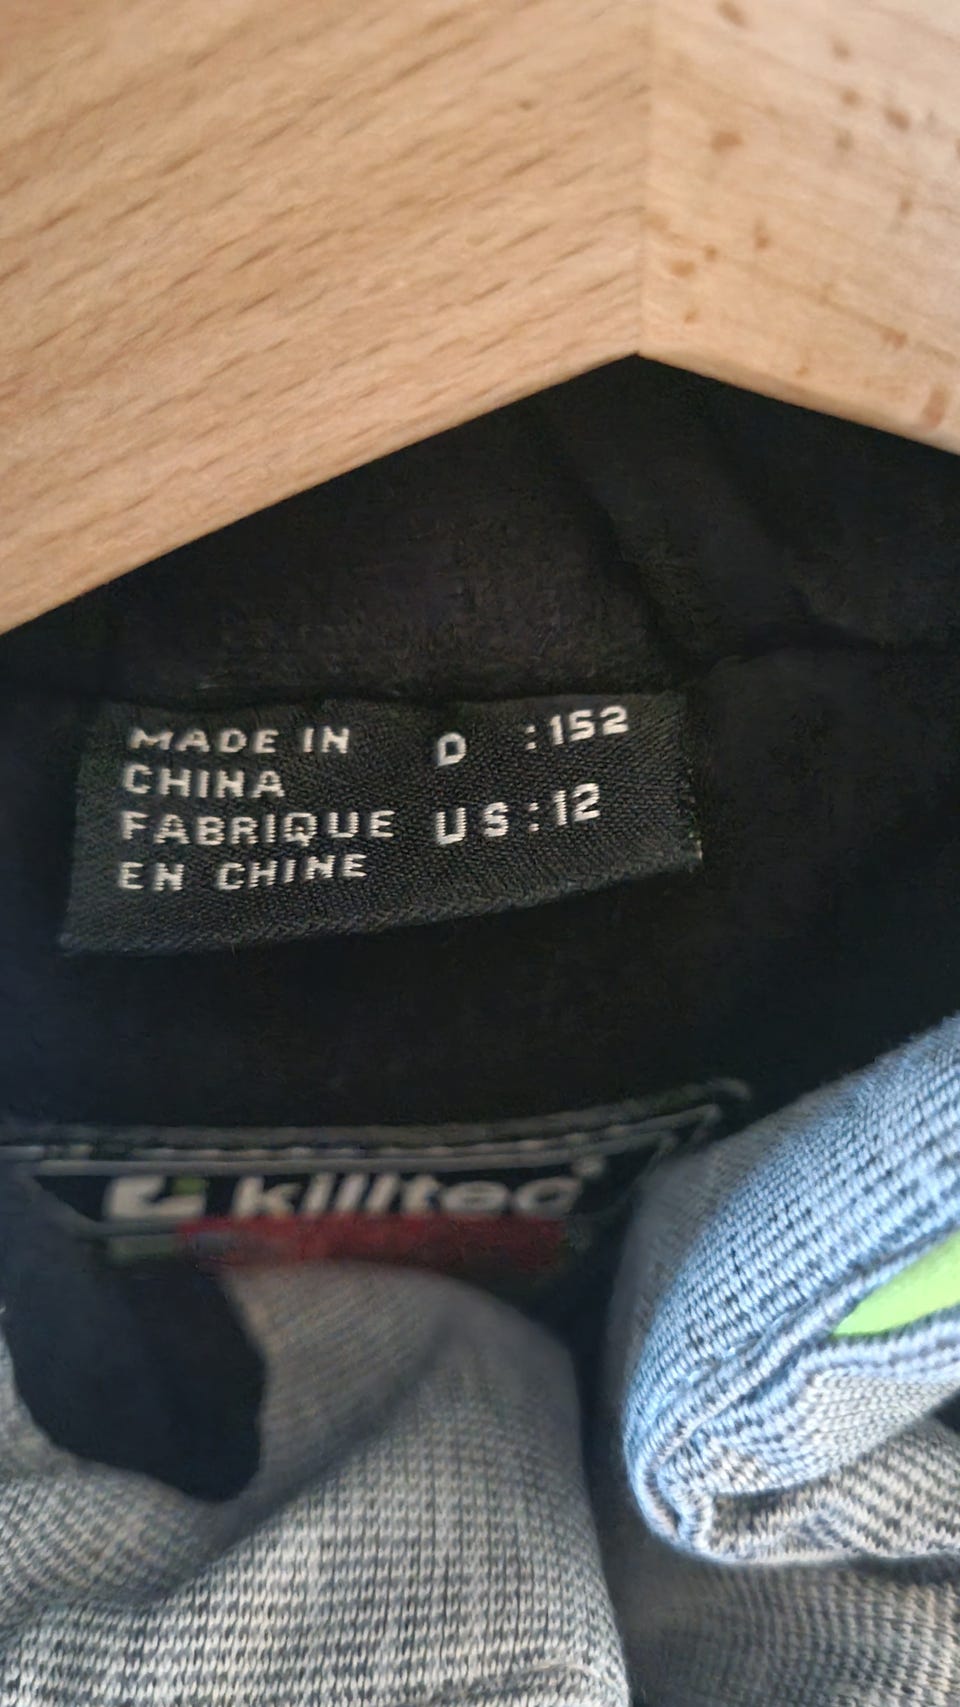 MADE IN
CHINA
FABRIQUE
EN CHINE
D :152
US:12
killtec